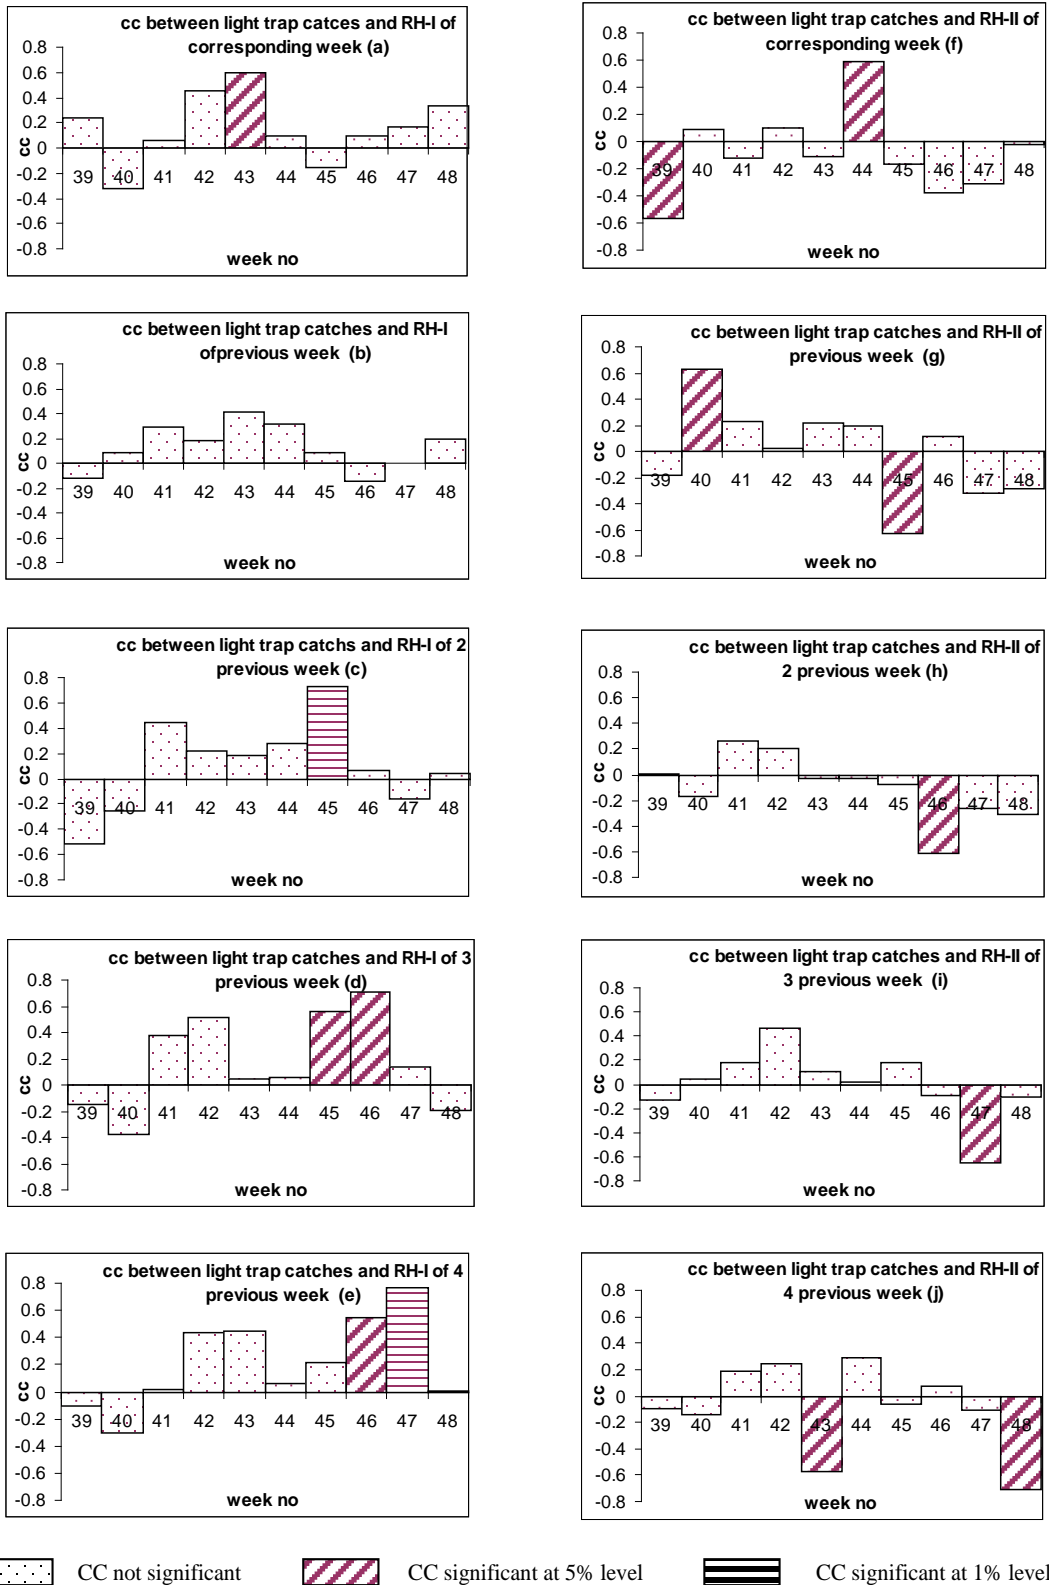 cc between light trap catces and RH-I of
corresponding week (a)
0.8
0.6
0.4
0.2
0
-0.2
-0.4
-0.6
-0.8
cc
39 40 41 42 43 44 45 46 47 48
week no
cc between light trap catches and RH-II of
corresponding week (f)
0.8
0.6
0.4
0.2
0
-0.2
-0.4
-0.6
-0.8
cc
39 40 41 42 43 44 45 46 47 48
week no
cc between light trap catches and RH-I
ofprevious week (b)
0.8
0.6
0.4
0.2
0
-0.2
-0.4
-0.6
-0.8
cc
39 40 41 42 43 44 45 46 47 48
week no
cc between light trap catches and RH-II of
previous week (g)
0.8
0.6
0.4
0.2
0
-0.2
-0.4
-0.6
-0.8
cc
39 40 41 42 43 44 45 46 47 48
week no
cc between light trap catchs and RH-I of 2
previous week (c)
0.8
0.6
0.4
0.2
0
-0.2
-0.4
-0.6
-0.8
cc
39 40 41 42 43 44 45 46 47 48
week no
cc between light trap catches and RH-II of
2 previous week (h)
0.8
0.6
0.4
0.2
0
-0.2
-0.4
-0.6
-0.8
cc
39 40 41 42 43 44 45 46 47 48
week no
cc between light trap catches and RH-I of 3
previous week (d)
0.8
0.6
0.4
0.2
0
-0.2
-0.4
-0.6
-0.8
cc
39 40 41 42 43 44 45 46 47 48
week no
cc between light trap catches and RH-II of
3 previous week (i)
0.8
0.6
0.4
0.2
0
-0.2
-0.4
-0.6
-0.8
cc
39 40 41 42 43 44 45 46 47 48
week no
cc between light trap catches and RH-I of 4
previous week (e)
0.8
0.6
0.4
0.2
0
-0.2
-0.4
-0.6
-0.8
cc
39 40 41 42 43 44 45 46 47 48
week no
cc between light trap catches and RH-II of
4 previous week (j)
0.8
0.6
0.4
0.2
0
-0.2
-0.4
-0.6
-0.8
cc
39 40 41 42 43 44 45 46 47 48
week no
CC not significant CC significant at 5% level CC significant at 1% level